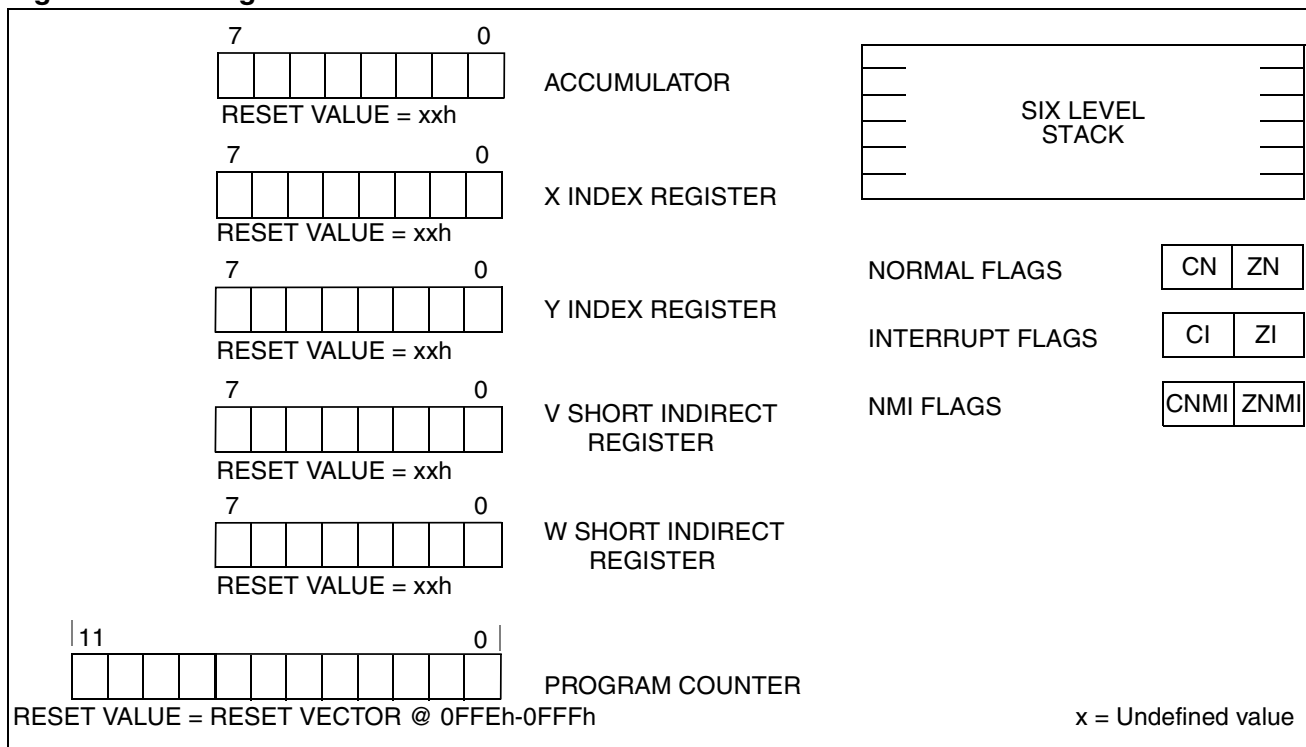 7 0
ACCUMULATOR
RESET VALUE = xxh
7 0
X INDEX REGISTER
RESET VALUE = xxh
7 0
Y INDEX REGISTER
RESET VALUE = xxh
7 0
V SHORT INDIRECT
REGISTER
RESET VALUE = xxh
7 0
W SHORT INDIRECT
REGISTER
RESET VALUE = xxh
11 0
PROGRAM COUNTER
RESET VALUE = RESET VECTOR @ 0FFEh-0FFFh
SIX LEVEL
STACK
NORMAL FLAGS CN ZN
INTERRUPT FLAGS CI ZI
NMI FLAGS CNMI ZNMI
x = Undefined value